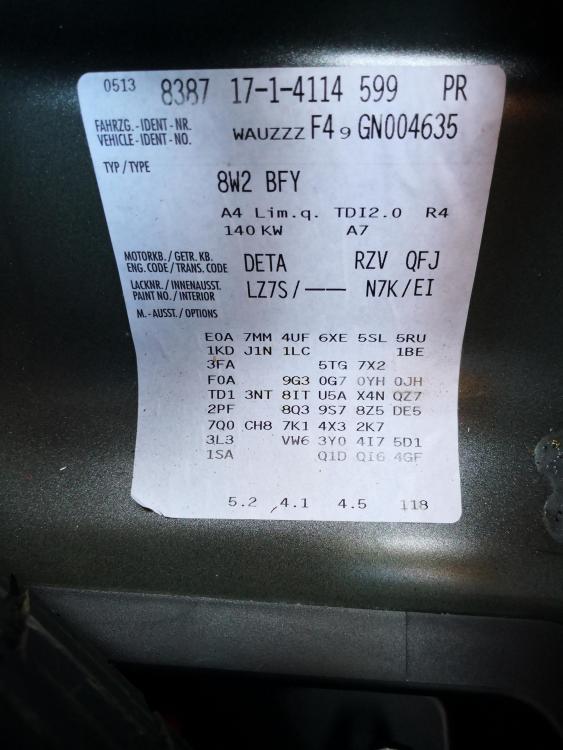 0513 8387 17-1-4114 599 PR
FAHRZG.-IDENT-NR.
VEHICLE-IDENT-NO. WAUZZZ F4 9 GN004635
TYP / TYPE
8W2 BFY
A4 Lim.q. TDI2.0 R4
140 KW A7
MOTORKB./ GETR. KB.
ENG. CODE / TRANS. CODE DETA RZV QFJ
LACKNR./ INNENAUSST.
PAINT NO./ INTERIOR LZ7S/-- N7K/EI
M.-AUSST./ OPTIONS
E0A 7MM 4UF 6XE 5SL 5RU
1KD J1N 1LC 1BE
3FA 5TG 7X2
F0A 9G3 0G7 0YH 0JH
TD1 3NT 8IT U5A X4N QZ7
2PF 8Q3 9S7 8Z5 DE5
7Q0 CH8 7K1 4X3 2K7
3L3 VW6 3Y0 4I7 5D1
1SA Q1D QI6 4GF
5.2 4.1 4.5 118